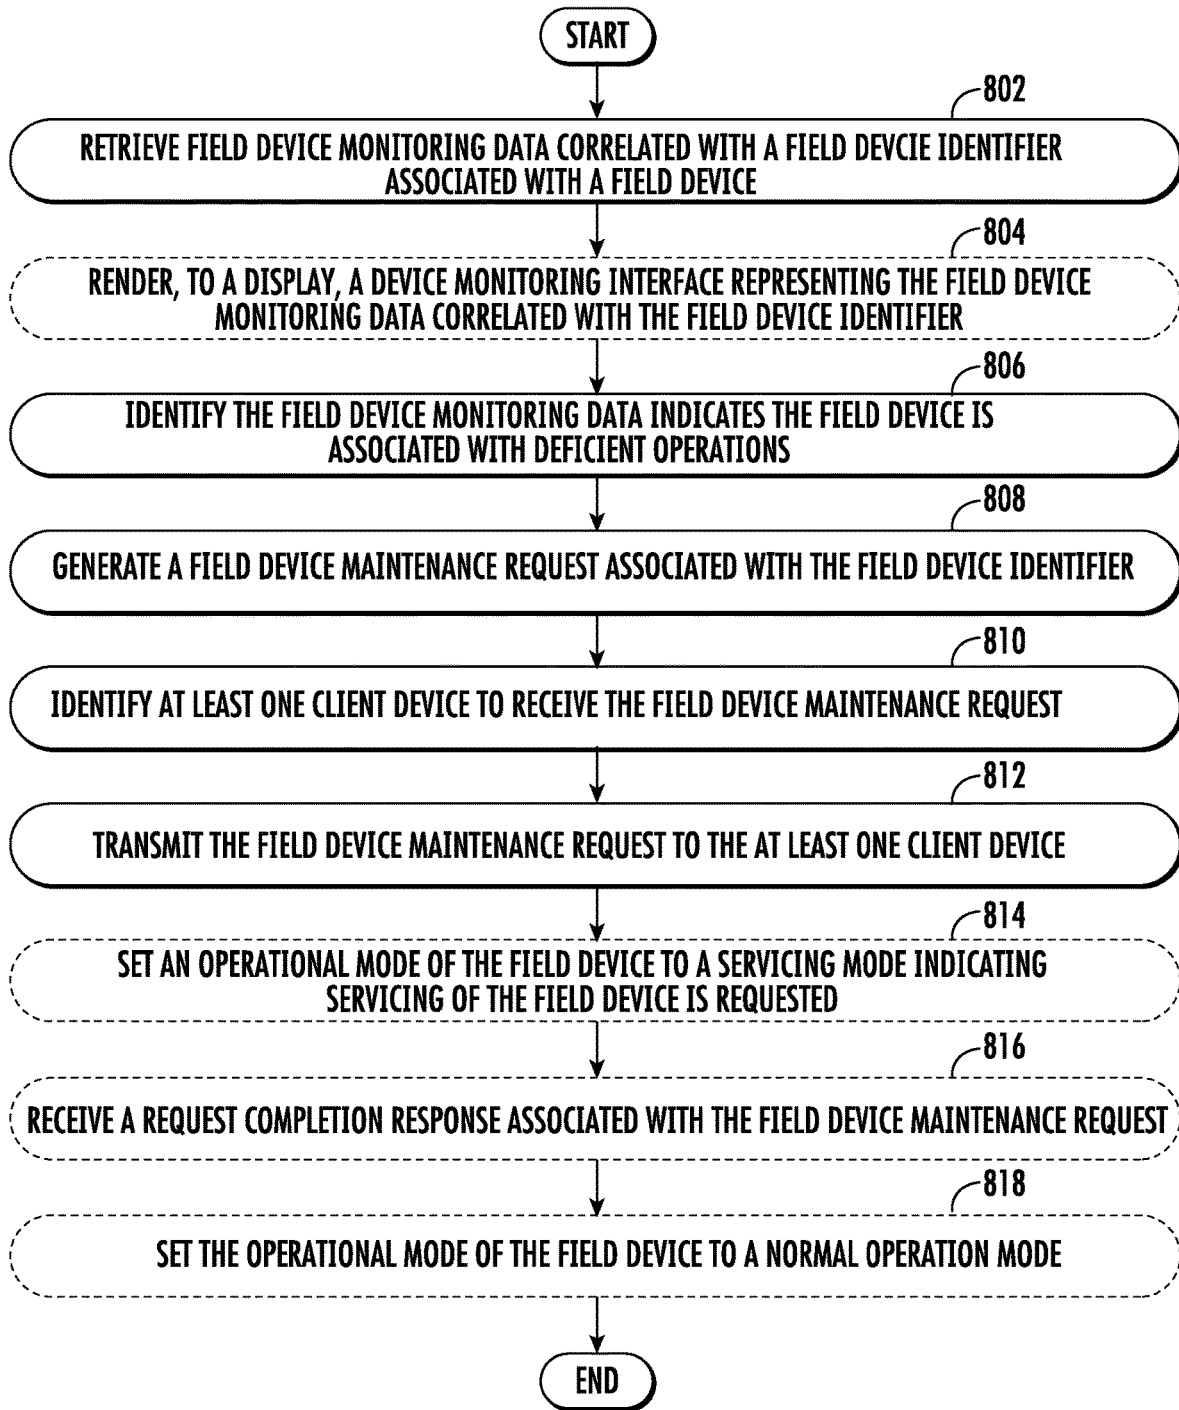 START
802
RETRIEVE FIELD DEVICE MONITORING DATA CORRELATED WITH A FIELD DEVCIE IDENTIFIER
ASSOCIATED WITH A FIELD DEVICE
804
RENDER, TO A DISPLAY, A DEVICE MONITORING INTERFACE REPRESENTING THE FIELD DEVICE
MONITORING DATA CORRELATED WITH THE FIELD DEVICE IDENTIFIER
806
IDENTIFY THE FIELD DEVICE MONITORING DATA INDICATES THE FIELD DEVICE IS
ASSOCIATED WITH DEFICIENT OPERATIONS
808
GENERATE A FIELD DEVICE MAINTENANCE REQUEST ASSOCIATED WITH THE FIELD DEVICE IDENTIFIER
810
IDENTIFY AT LEAST ONE CLIENT DEVICE TO RECEIVE THE FIELD DEVICE MAINTENANCE REQUEST
812
TRANSMIT THE FIELD DEVICE MAINTENANCE REQUEST TO THE AT LEAST ONE CLIENT DEVICE
814
SET AN OPERATIONAL MODE OF THE FIELD DEVICE TO A SERVICING MODE INDICATING
SERVICING OF THE FIELD DEVICE IS REQUESTED
816
RECEIVE A REQUEST COMPLETION RESPONSE ASSOCIATED WITH THE FIELD DEVICE MAINTENANCE REQUEST
818
SET THE OPERATIONAL MODE OF THE FIELD DEVICE TO A NORMAL OPERATION MODE
END